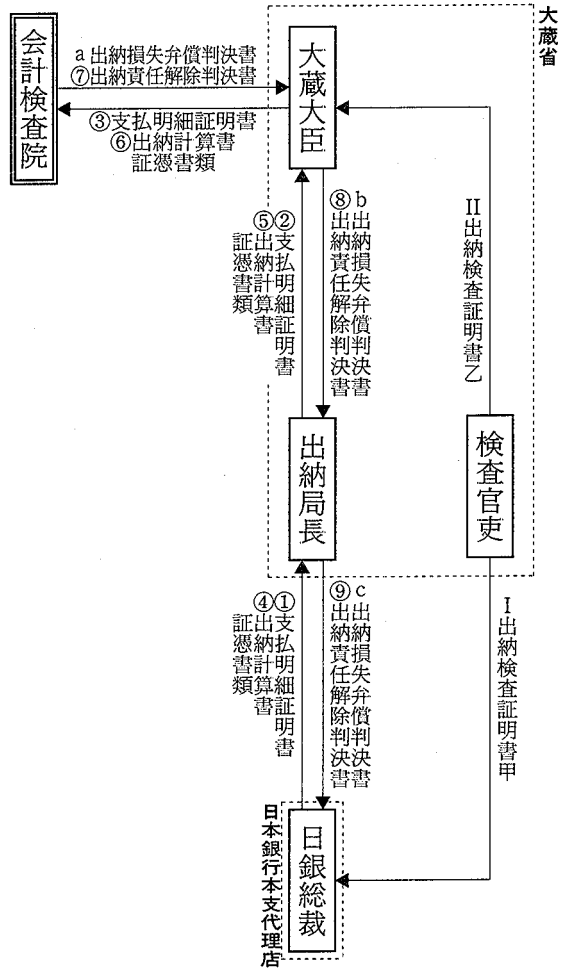 大蔵省
会計検査院
a出納損失弁償判決書
⑦出納責任解除判決書
③支払明細証明書
⑥出納計算書
証憑書類
大蔵大臣
b出納損失弁償判決書
⑧出納責任解除判決書
②支払明細証明書
⑤出納計算書
証憑書類
Ⅱ出納検査証明書乙
出納局長
検査官吏
c出納損失弁償判決書
⑨出納責任解除判決書
①支払明細証明書
④出納計算書
証憑書類
Ⅰ出納検査証明書甲
日銀総裁
日本銀行本支代理店